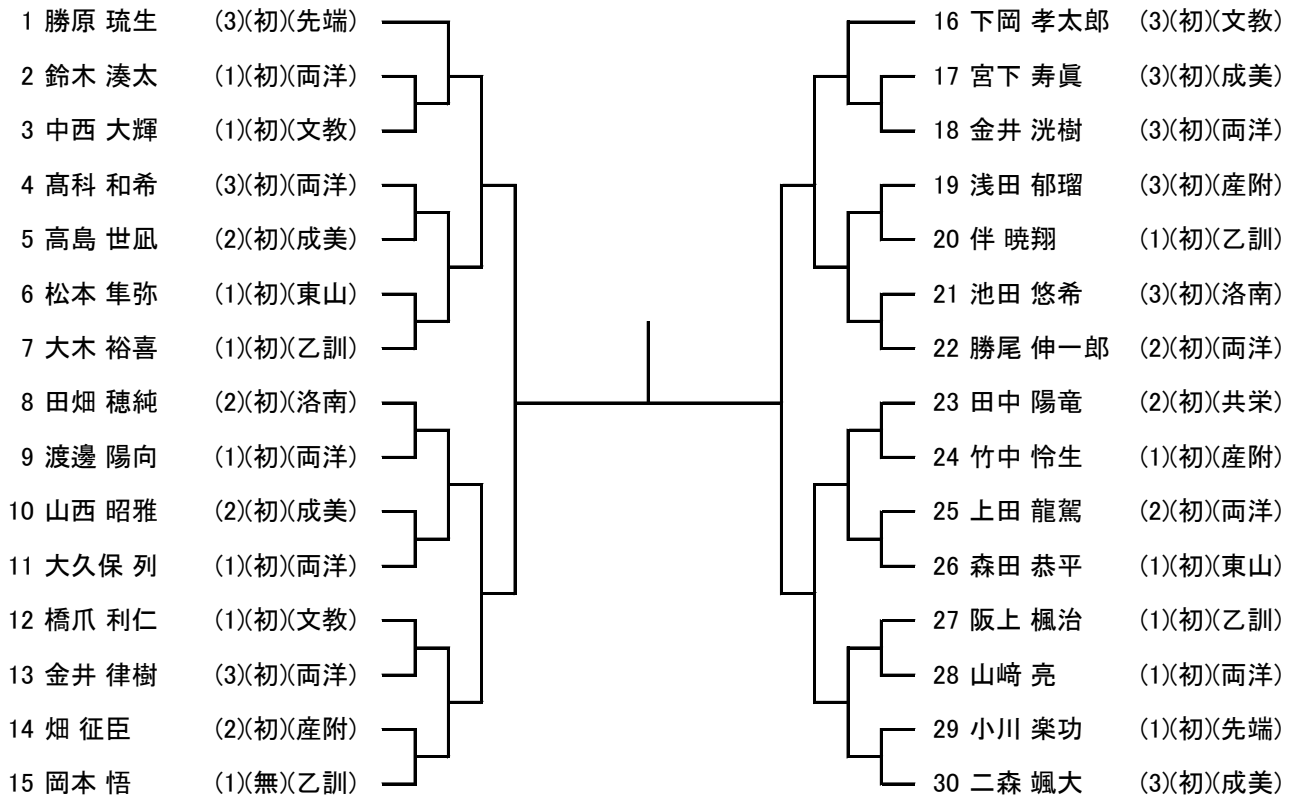 1 勝原 琉生 (3)(初)(先端)
2 鈴木 湊太 (1)(初)(両洋)
3 中西 大輝 (1)(初)(文教)
4 髙科 和希 (3)(初)(両洋)
5 高島 世凪 (2)(初)(成美)
6 松本 隼弥 (1)(初)(東山)
7 大木 裕喜 (1)(初)(乙訓)
8 田畑 穂純 (2)(初)(洛南)
9 渡邊 陽向 (1)(初)(両洋)
10 山西 昭雅 (2)(初)(成美)
11 大久保 列 (1)(初)(両洋)
12 橋爪 利仁 (1)(初)(文教)
13 金井 律樹 (3)(初)(両洋)
14 畑 征臣 (2)(初)(産附)
15 岡本 悟 (1)(無)(乙訓)
16 下岡 孝太郎 (3)(初)(文教)
17 宮下 寿眞 (3)(初)(成美)
18 金井 洸樹 (3)(初)(両洋)
19 浅田 郁瑠 (3)(初)(産附)
20 伴 暁翔 (1)(初)(乙訓)
21 池田 悠希 (3)(初)(洛南)
22 勝尾 伸一郎 (2)(初)(両洋)
23 田中 陽竜 (2)(初)(共栄)
24 竹中 怜生 (1)(初)(産附)
25 上田 龍駕 (2)(初)(両洋)
26 森田 恭平 (1)(初)(東山)
27 阪上 楓治 (1)(初)(乙訓)
28 山﨑 亮 (1)(初)(両洋)
29 小川 楽功 (1)(初)(先端)
30 二森 颯大 (3)(初)(成美)